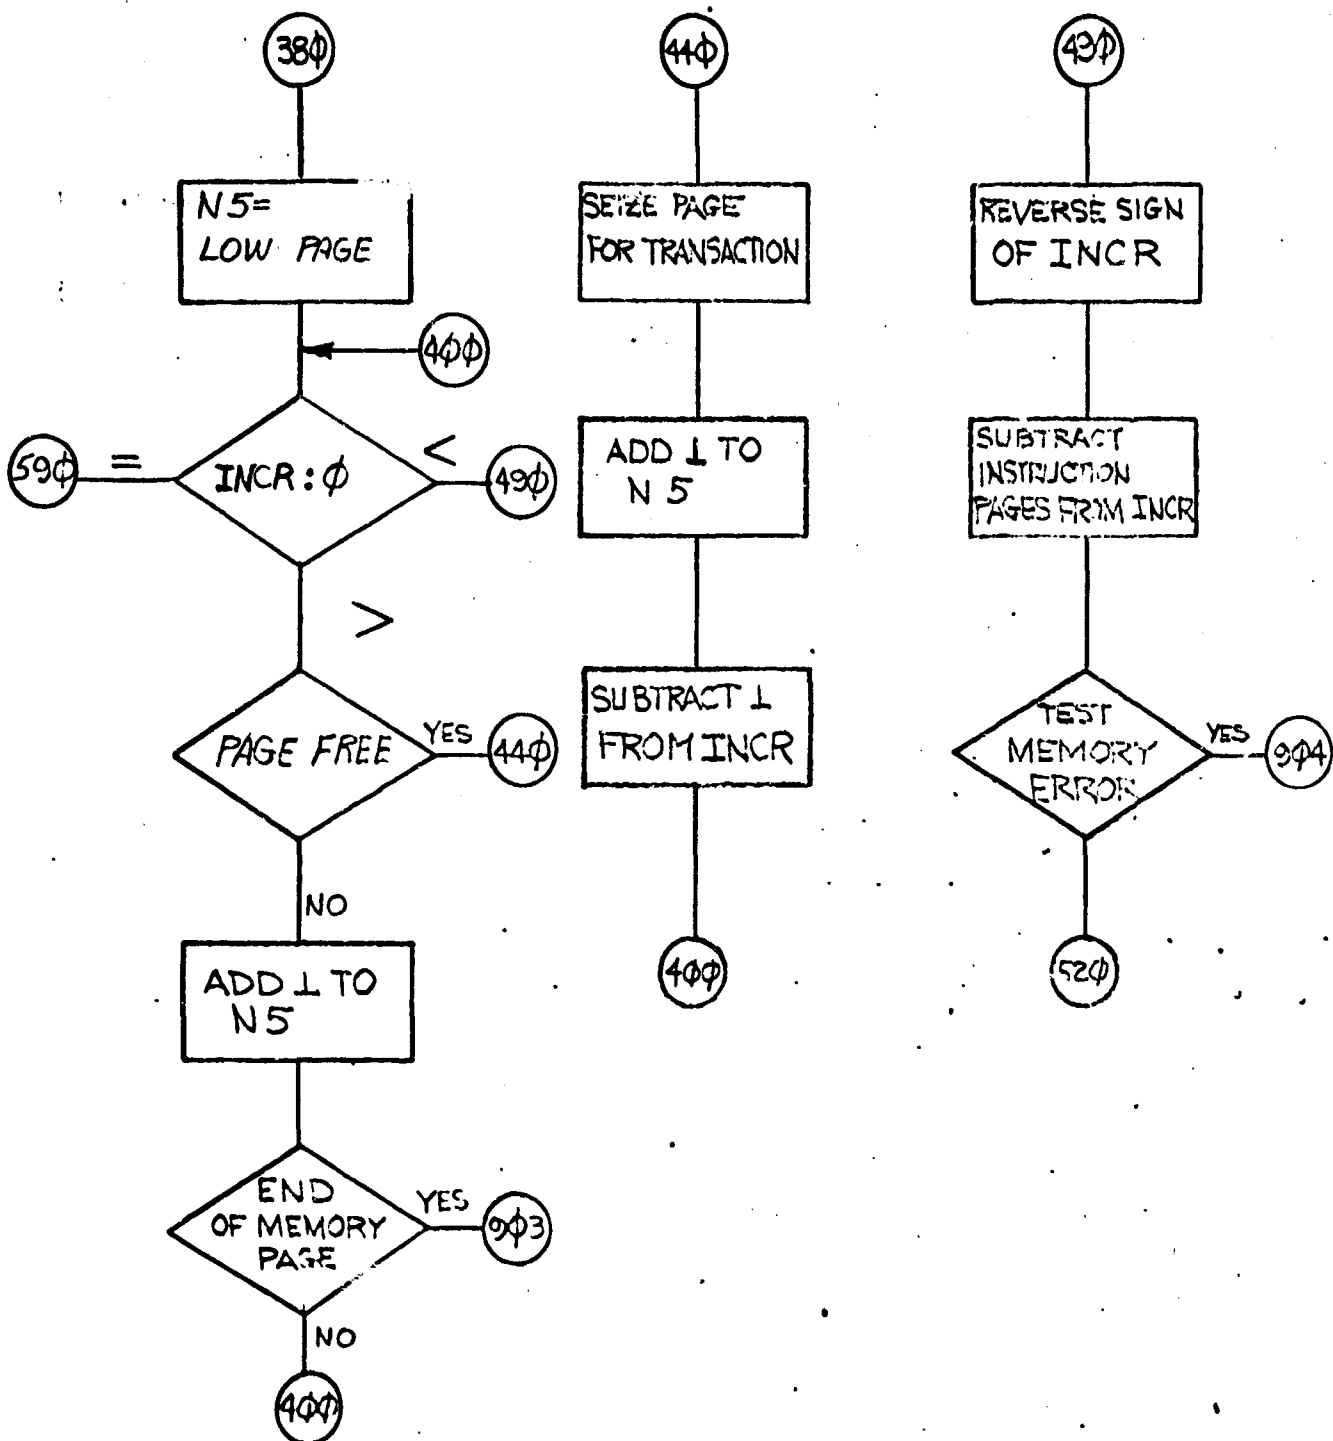 38φ
N5=
LOW PAGE
4φφ
59φ
=
INCR:φ
<
49φ
>
PAGE FREE
YES
44φ
NO
ADD 1 TO
N5
END
OF MEMORY
PAGE
YES
9φ3
NO
4φφ
44φ
SEIZE PAGE
FOR TRANSACTION
ADD 1 TO
N 5
SUBTRACT 1
FROM INCR
4φφ
49φ
REVERSE SIGN
OF INCR
SUBTRACT
INSTRUCTION
PAGES FROM INCR
TEST
MEMORY
ERROR
YES
9φ4
52φ